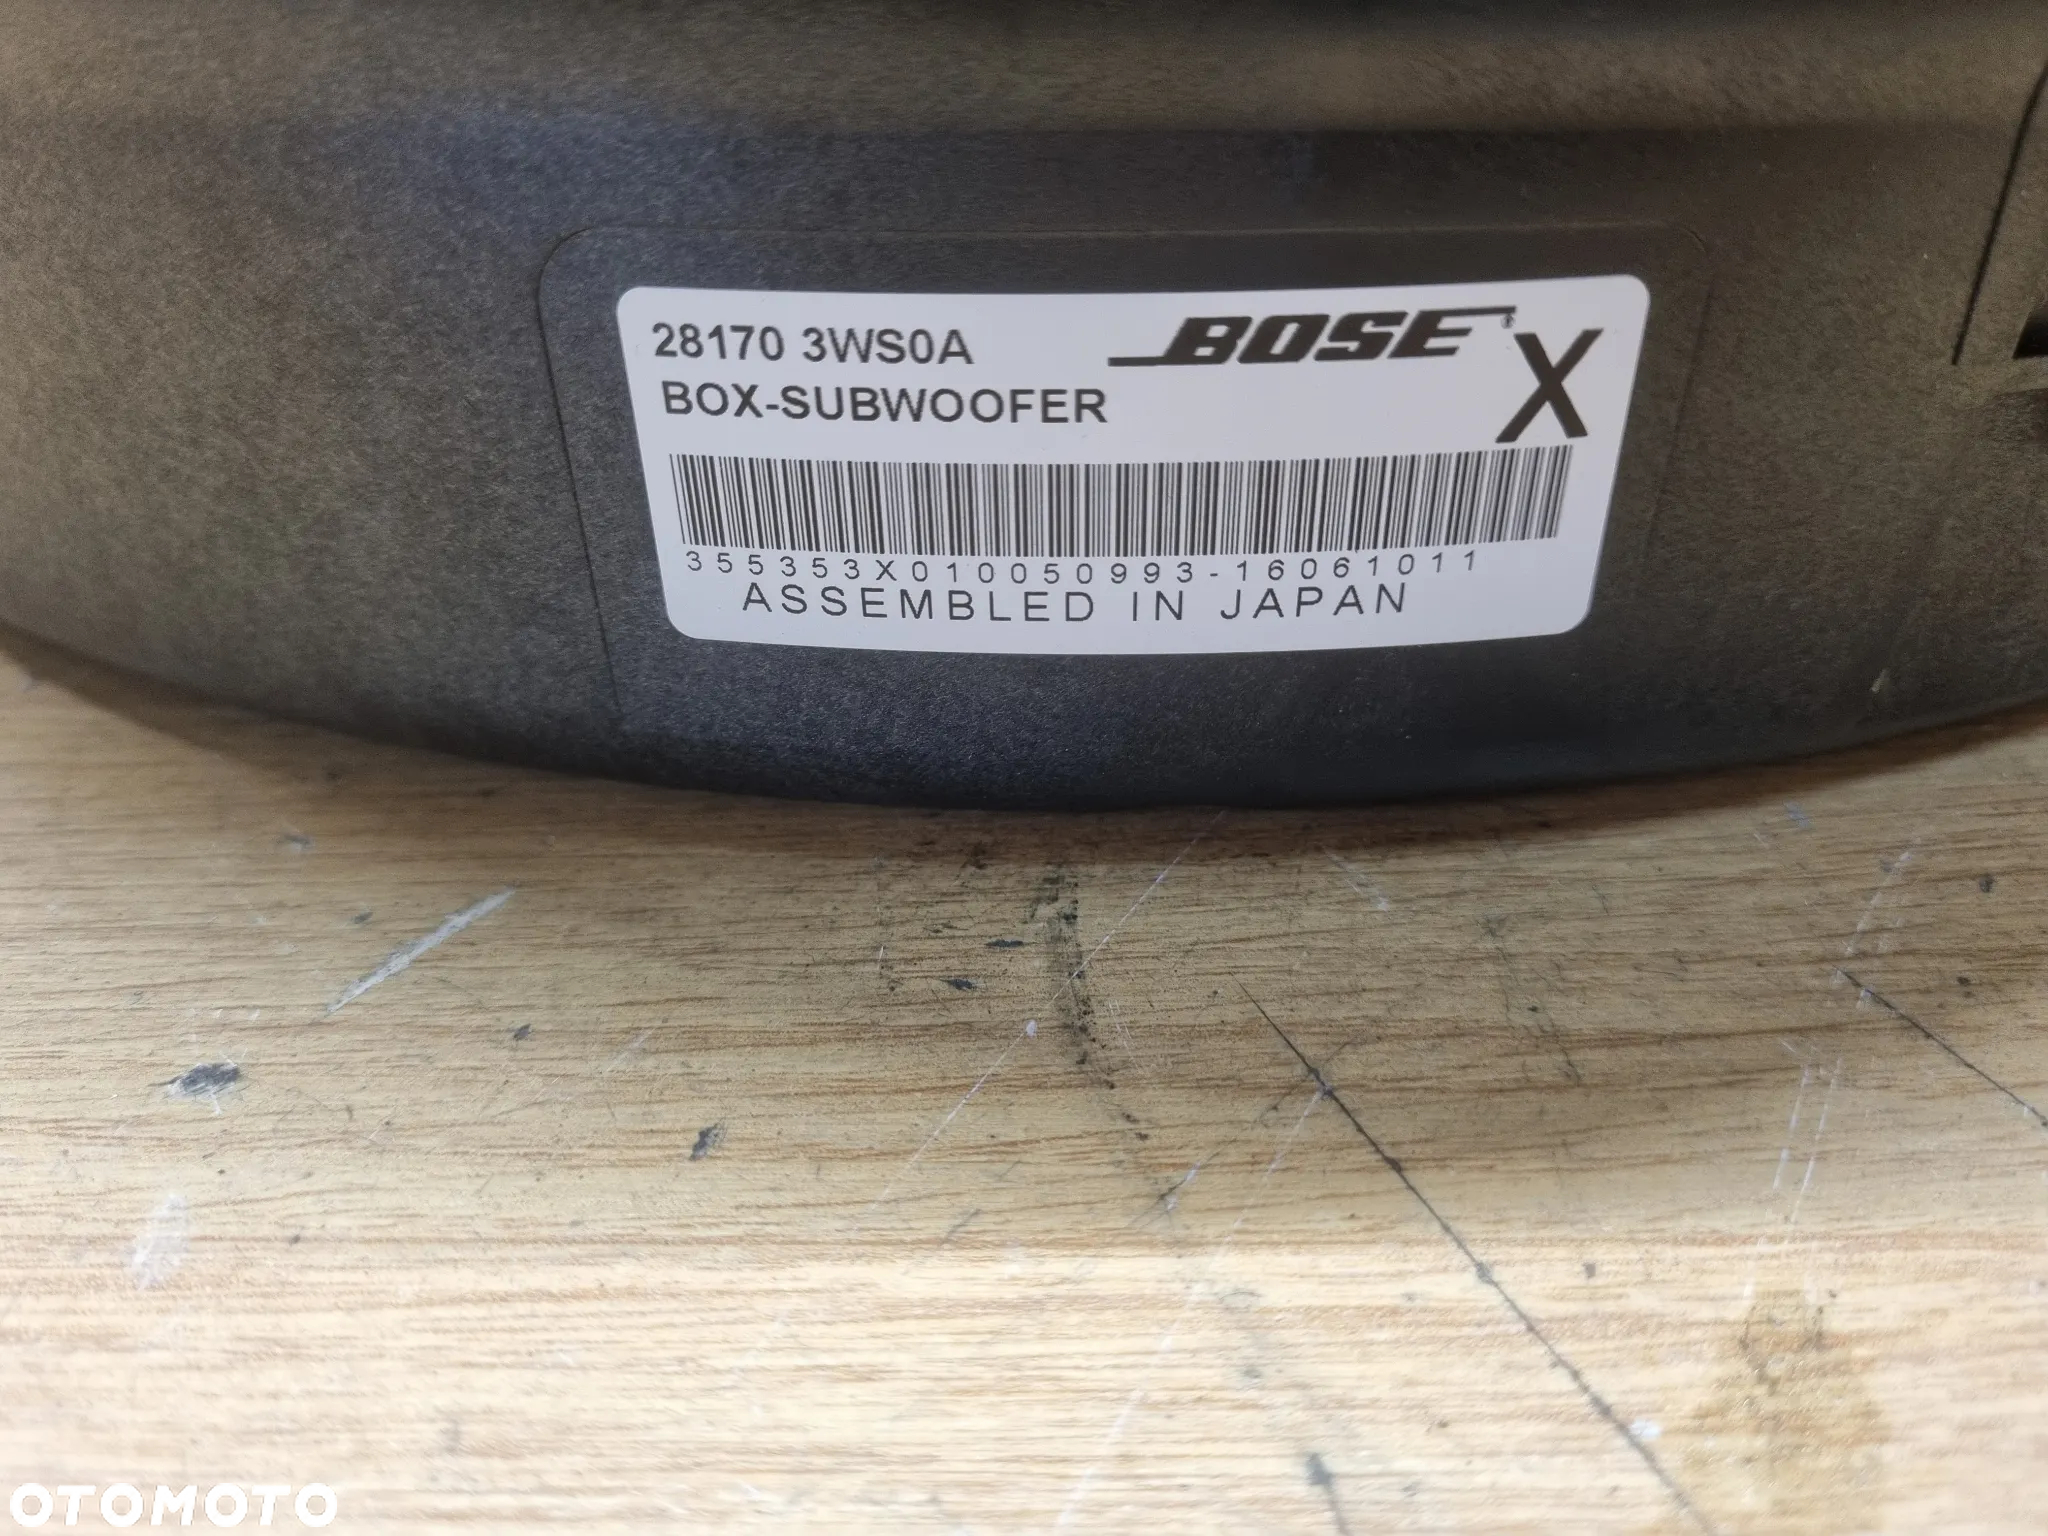 28170 3WS0A
BOSE® X
BOX-SUBWOOFER
355353X010050993-16061011
ASSEMBLED IN JAPAN
OTOMOTO